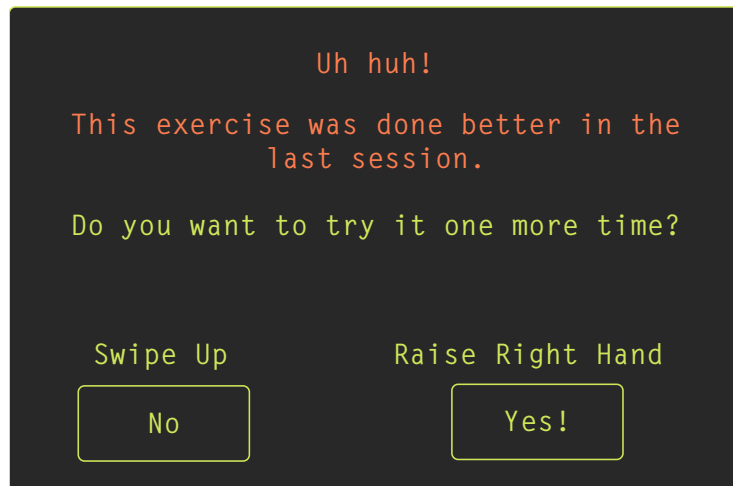 Uh huh!
This exercise was done better in the
last session.
Do you want to try it one more time?
Swipe Up
Raise Right Hand
No
Yes!